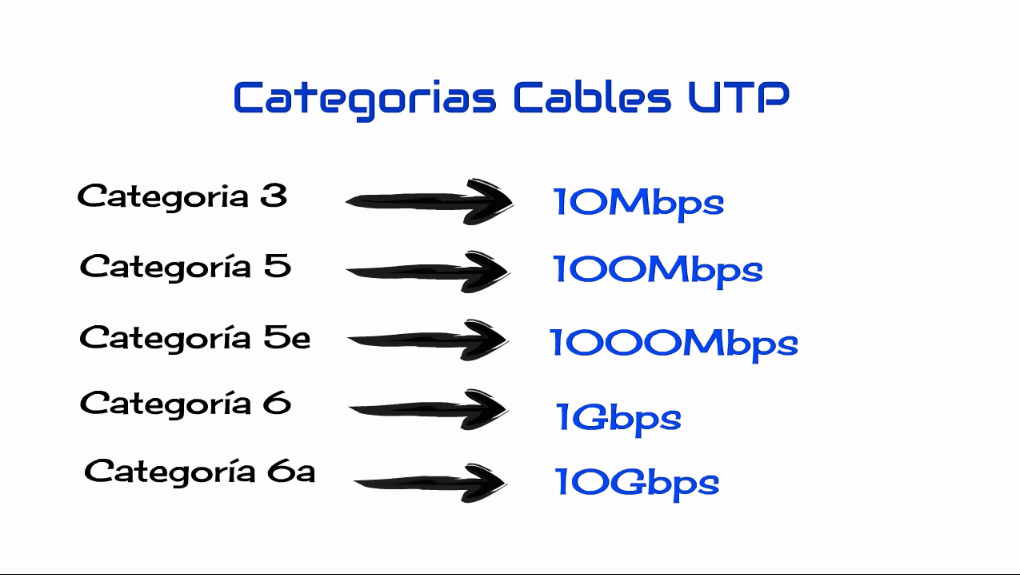 Categorias Cables UTP
Categoria 3 10Mbps
Categoría 5 100Mbps
Categoría 5e 1000Mbps
Categoría 6 1Gbps
Categoría 6a 10Gbps